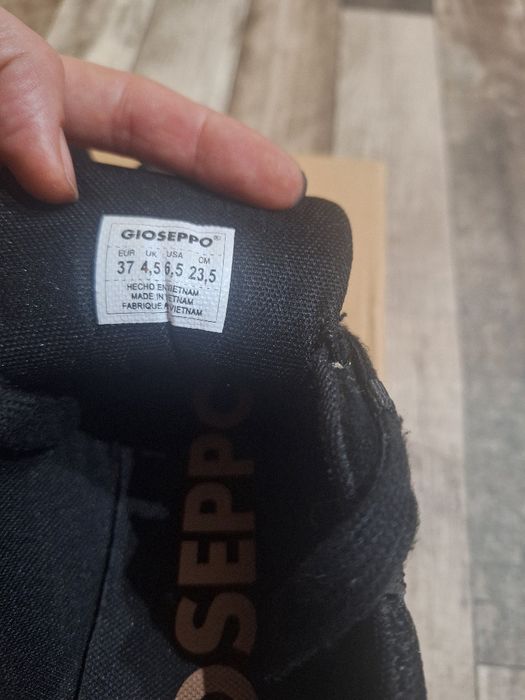 GIOSEPPO®
EUR UK USA CM
37 4,5 6,5 23,5
HECHO EN VIETNAM
MADE IN VIETNAM
FABRIQUE A VIETNAM
OSEPPO